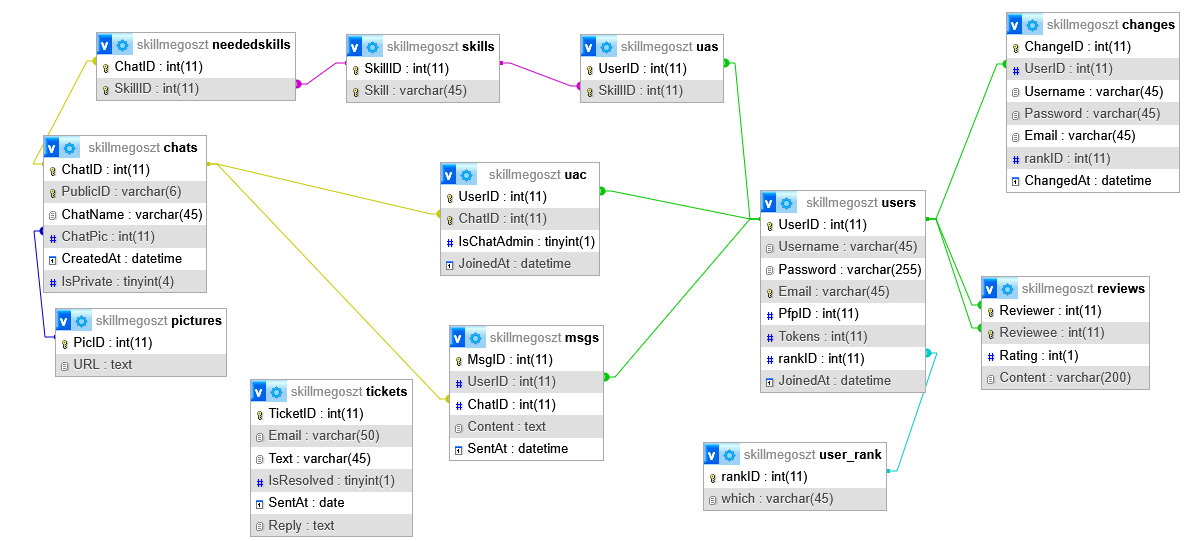 skillmegoszt neededskills
ChatID : int(11)
SkillID : int(11)
skillmegoszt skills
SkillID : int(11)
Skill : varchar(45)
skillmegoszt uas
UserID : int(11)
SkillID : int(11)
skillmegoszt changes
ChangeID : int(11)
UserID : int(11)
Username : varchar(45)
Password : varchar(45)
Email : varchar(45)
rankID : int(11)
ChangedAt : datetime
skillmegoszt chats
ChatID : int(11)
PublicID : varchar(6)
ChatName : varchar(45)
ChatPic : int(11)
CreatedAt : datetime
IsPrivate : tinyint(4)
skillmegoszt uac
UserID : int(11)
ChatID : int(11)
IsChatAdmin : tinyint(1)
JoinedAt : datetime
skillmegoszt users
UserID : int(11)
Username : varchar(45)
Password : varchar(255)
Email : varchar(45)
PfpID : int(11)
Tokens : int(11)
rankID : int(11)
JoinedAt : datetime
skillmegoszt reviews
Reviewer : int(11)
Reviewee : int(11)
Rating : int(1)
Content : varchar(200)
skillmegoszt pictures
PicID : int(11)
URL : text
skillmegoszt msgs
MsgID : int(11)
UserID : int(11)
ChatID : int(11)
Content : text
SentAt : datetime
skillmegoszt tickets
TicketID : int(11)
Email : varchar(50)
Text : varchar(45)
IsResolved : tinyint(1)
SentAt : date
Reply : text
skillmegoszt user_rank
rankID : int(11)
which : varchar(45)